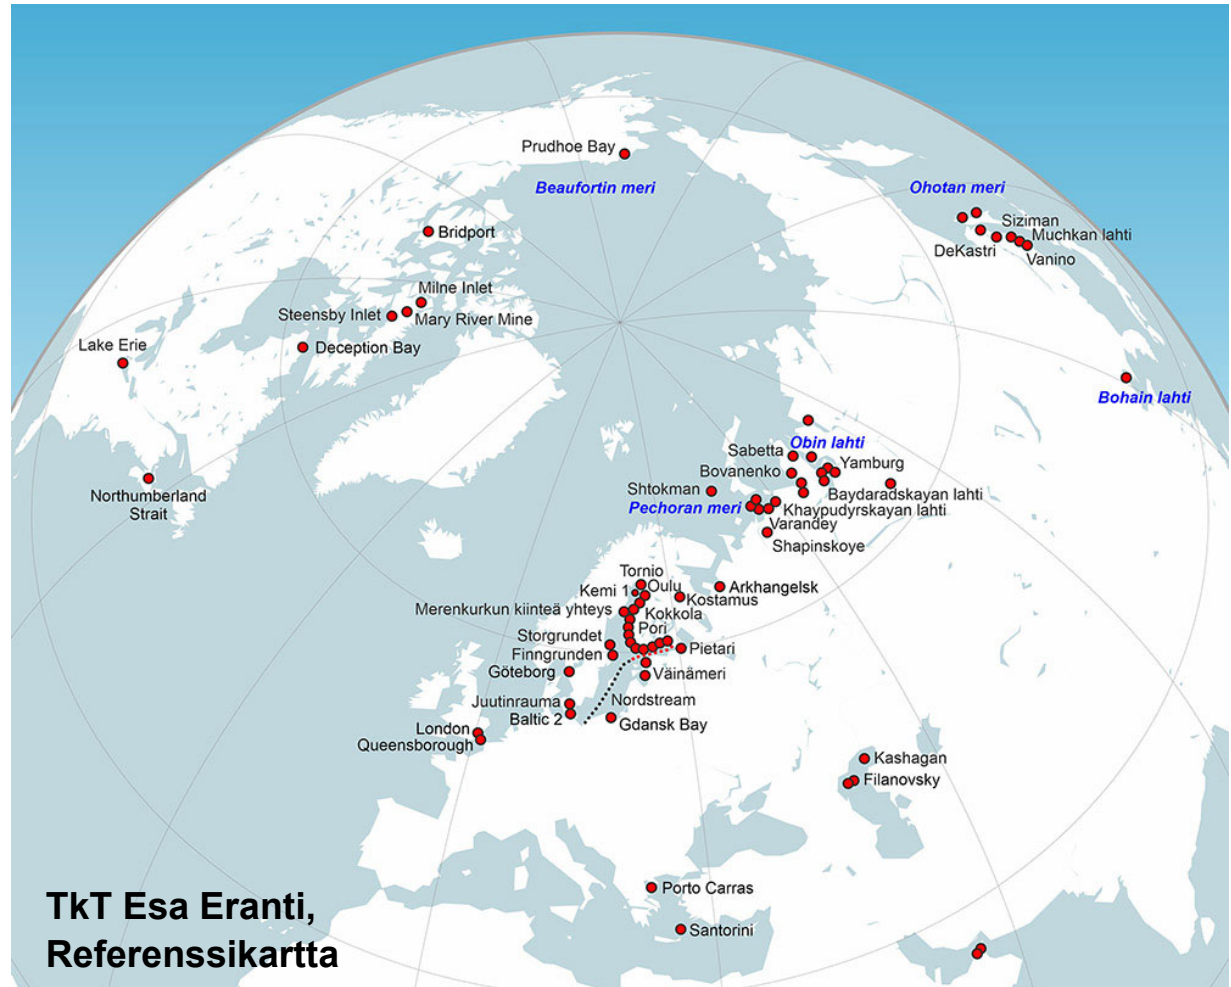 Prudhoe Bay
Beaufortin meri
Ohotan meri
Siziman
Muchkan lahti
DeKastri
Vanino
Bridport
Milne Inlet
Steensby Inlet
Mary River Mine
Lake Erie
Deception Bay
Bohain lahti
Obin lahti
Sabetta
Yamburg
Bovanenko
Northumberland
Strait
Shtokman
Baydaradskayan lahti
Pechoran meri
Khaypudyrskayan lahti
Varandey
Shapinskoye
Tornio
Kemi 1
Oulu
Arkhangelsk
Kostamus
Merenkurkun kiinteä yhteys
Kokkola
Pori
Storgrundet
Finngrunden
Pietari
Göteborg
Väinämeri
Juutinrauma
Nordstream
Baltic 2
Gdansk Bay
London
Queensborough
Kashagan
Filanovsky
Porto Carras
Santorini
TkT Esa Eranti,
Referenssikartta